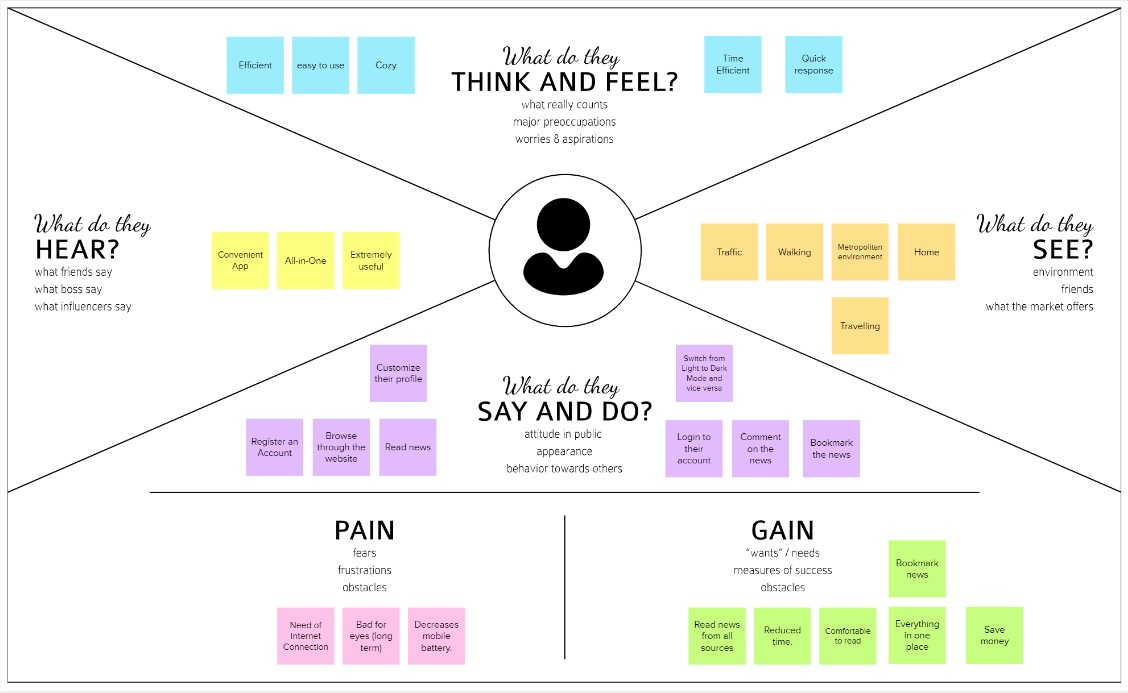 Efficient
easy to use
Cozy
What do they
THINK AND FEEL?
what really counts
major preoccupations
worries & aspirations
Time
Efficient
Quick
response
What do they
HEAR?
what friends say
what boss say
what influencers say
Convenient
App
All-in-One
Extremely
useful
Traffic
Walking
Metropolitan
environment
Home
Travelling
What do they
SEE?
environment
friends
what the market offers
Customize
their profile
Register an
Account
Browse
through the
website
Read news
What do they
SAY AND DO?
attitude in public
appearance
behavior towards others
Switch from
Light to Dark
Mode and
vice versa
Login to
their
account
Comment
on the
news
Bookmark
the news
PAIN
fears
frustrations
obstacles
Need of
Internet
Connection
Bad for
eyes (long
term)
Decreases
mobile
battery.
GAIN
"wants" / needs
measures of success
obstacles
Bookmark
news
Read news
from all
sources
Reduced
time.
Comfortable
to read
Everything
in one
place
Save
money